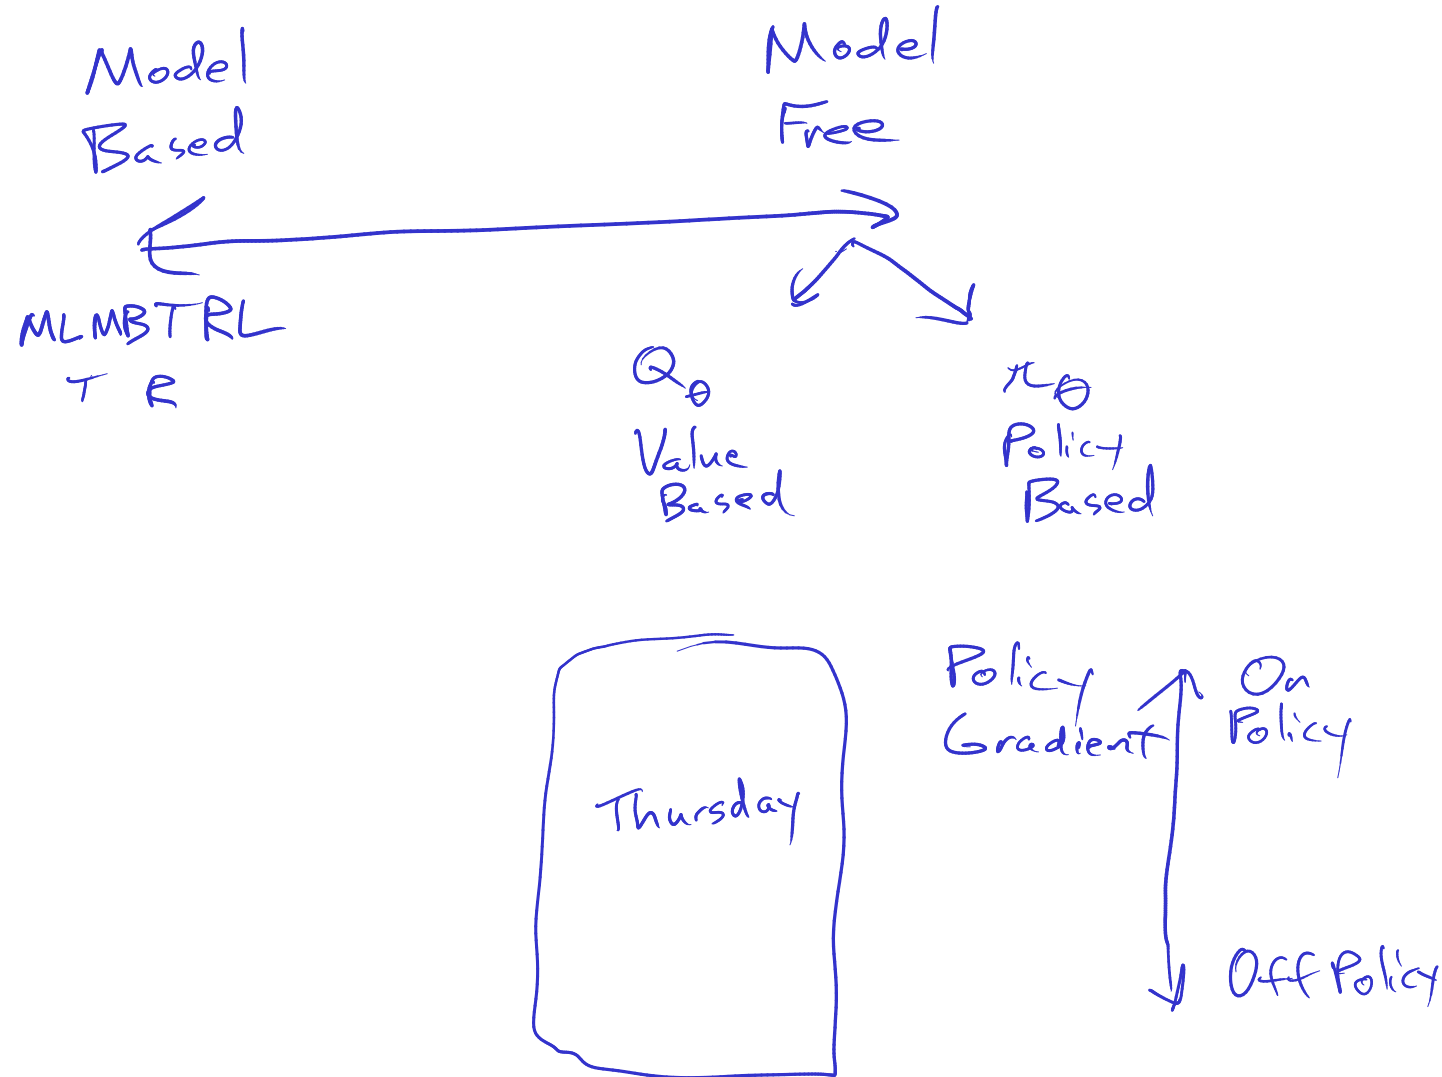 Model
Based
Model
Free
MLMBTRL
T R
Qθ
Value
Based
πθ
Policy
Based
Thursday
Policy
Gradient
On
Policy
Off Policy